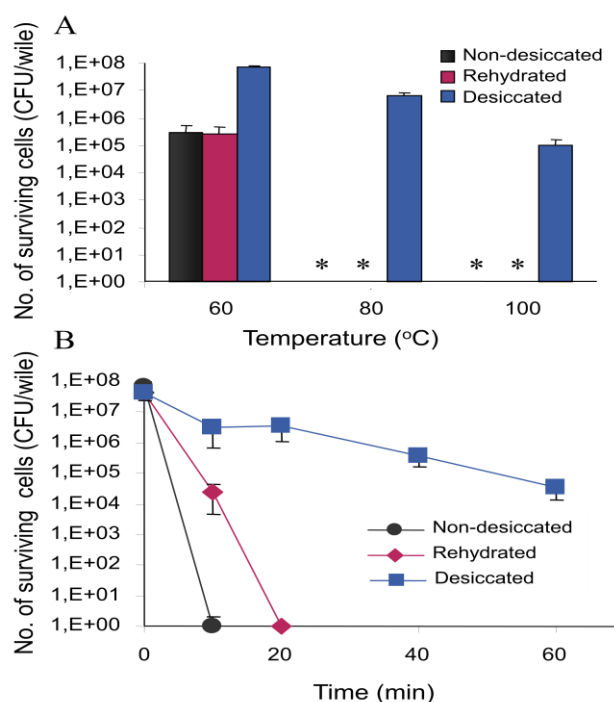 A
No. of surviving cells (CFU/wile)
1,E+08
1,E+07
1,E+06
1,E+05
1,E+04
1,E+03
1,E+02
1,E+01
1,E+00
Non-desiccated
Rehydrated
Desiccated
* * * *
60 80 100
Temperature (°C)
B
No. of surviving cells (CFU/wile)
1,E+08
1,E+07
1,E+06
1,E+05
1,E+04
1,E+03
1,E+02
1,E+01
1,E+00
Non-desiccated
Rehydrated
Desiccated
0 20 40 60
Time (min)